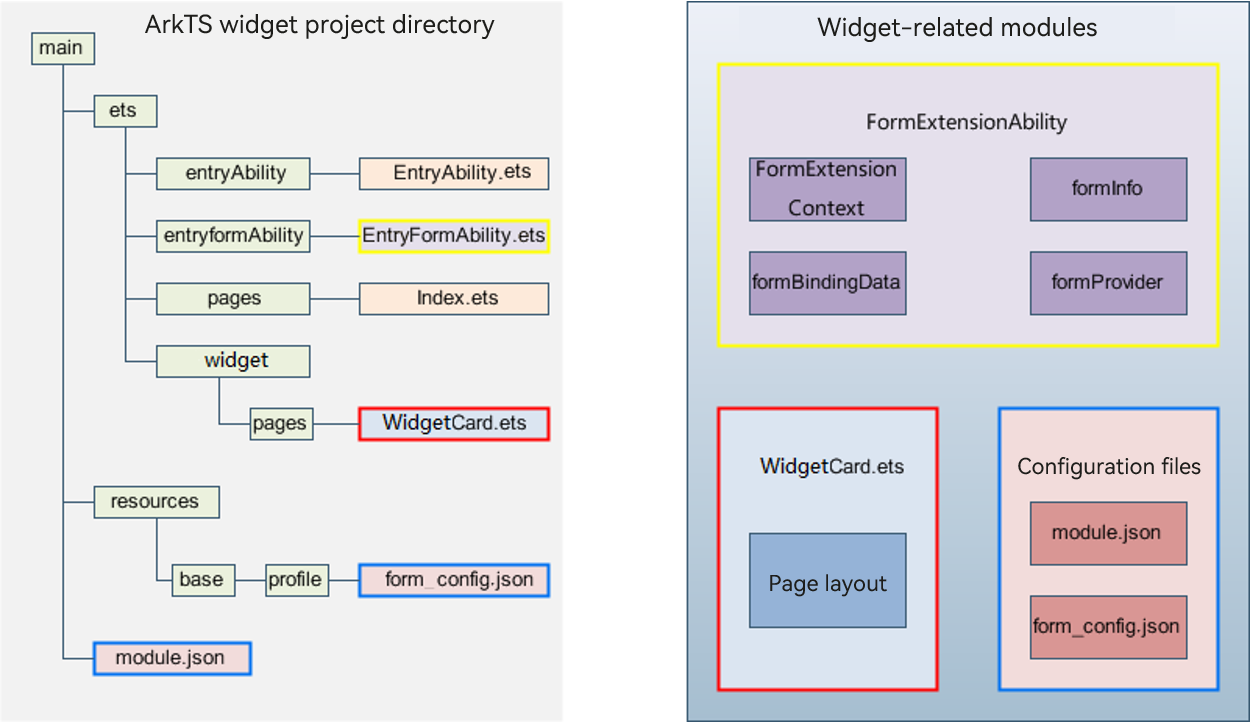 ArkTS widget project directory
main
ets
entryAbility
EntryAbility.ets
entryformAbility
EntryFormAbility.ets
pages
Index.ets
widget
pages
WidgetCard.ets
resources
base
profile
form_config.json
module.json
Widget-related modules
FormExtensionAbility
FormExtension
Context
formInfo
formBindingData
formProvider
WidgetCard.ets
Page layout
Configuration files
module.json
form_config.json